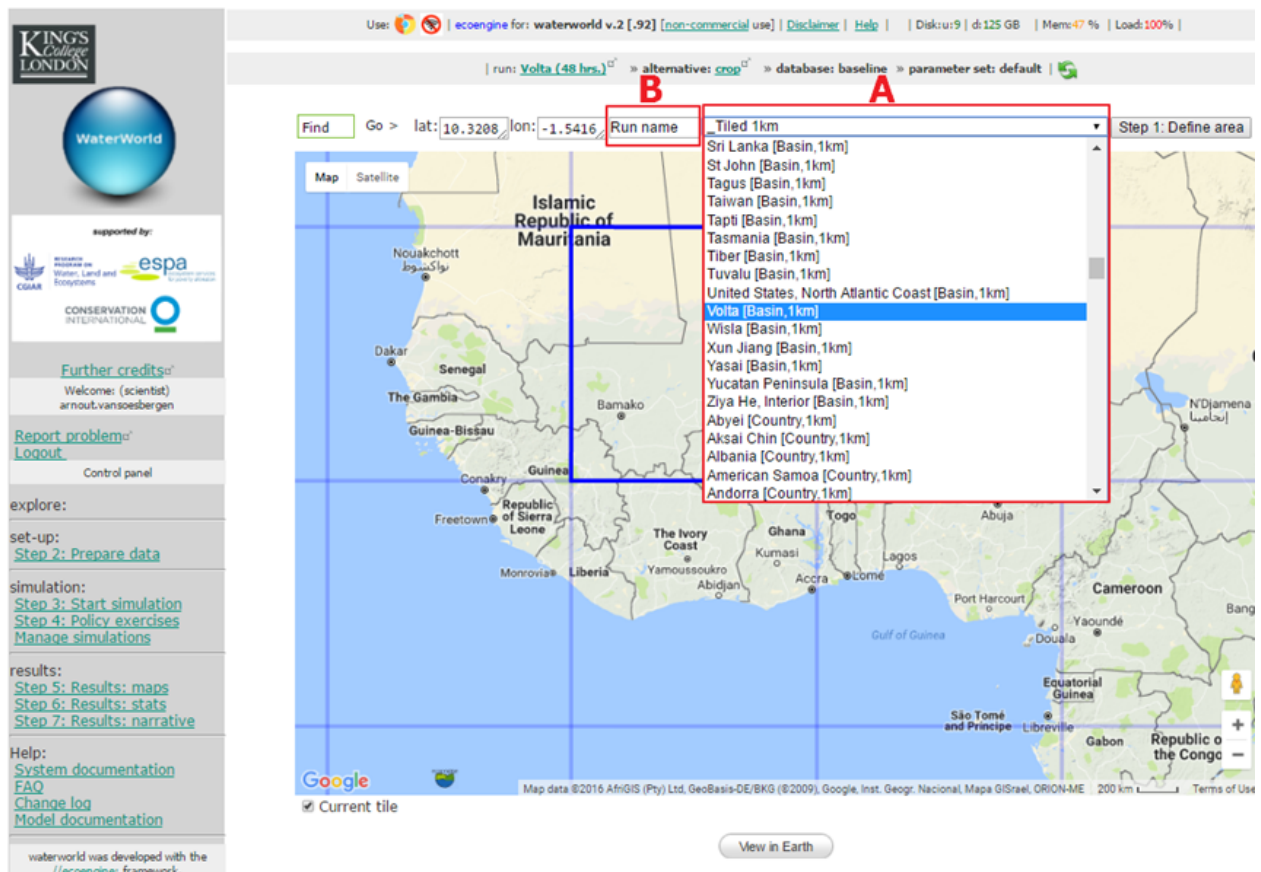 KING'S
College
LONDON
WaterWorld
supported by:
CGIAR
RESEARCH
PROGRAM ON
Water, Land and
Ecosystems
espa
ecosystem services
for poverty alleviation
CONSERVATION
INTERNATIONAL
Further credits
Welcome: (scientist)
arnout.vansoesbergen
Report problem
Logout
Control panel
explore:
set-up:
Step 2: Prepare data
simulation:
Step 3: Start simulation
Step 4: Policy exercises
Manage simulations
results:
Step 5: Results: maps
Step 6: Results: stats
Step 7: Results: narrative
Help:
System documentation
FAQ
Change log
Model documentation
waterworld was developed with the
//ecoengine: framework
Use: | ecoengine for: waterworld v.2 [.92] [non-commercial use] | Disclaimer | Help | | Disk:u:9 | d:125 GB | Mem:47 % | Load:100% |
| run: Volta (48 hrs.) » alternative: crop » database: baseline » parameter set: default |
B A
Find Go > lat: 10.3208 lon: -1.5416 Run name _Tiled 1km Step 1: Define area
Sri Lanka [Basin,1km]
St John [Basin,1km]
Tagus [Basin,1km]
Taiwan [Basin,1km]
Tapti [Basin,1km]
Tasmania [Basin,1km]
Tiber [Basin,1km]
Tuvalu [Basin,1km]
United States, North Atlantic Coast [Basin,1km]
Volta [Basin,1km]
Wisla [Basin,1km]
Xun Jiang [Basin,1km]
Yasai [Basin,1km]
Yucatan Peninsula [Basin,1km]
Ziya He, Interior [Basin,1km]
Abyei [Country,1km]
Aksai Chin [Country,1km]
Albania [Country,1km]
American Samoa [Country,1km]
Andorra [Country,1km]
Map Satellite
Islamic
Republic of
Mauritania
Nouakchott
نواكشوط
Dakar
Senegal
The Gambia
Bamako
Guinea-Bissau
N'Djamena
إنجامينا
Guinea
Conakry
Republic
of Sierra
Leone
Freetown
Togo
Abuja
The Ivory
Coast
Ghana
Kumasi
Lagos
Monrovia
Liberia
Yamoussoukro
Abidjan
Accra
Lomé
Port Harcourt
Cameroon
Bang
Yaoundé
Gulf of Guinea
Douala
Equatorial
Guinea
São Tomé
and Príncipe
Libreville
Gabon
Republic o
the Congo
+
−
Google
Map data ©2016 AfriGIS (Pty) Ltd, GeoBasis-DE/BKG (©2009), Google, Inst. Geogr. Nacional, Mapa GISrael, ORION-ME 200 km Terms of Use
Current tile
View in Earth